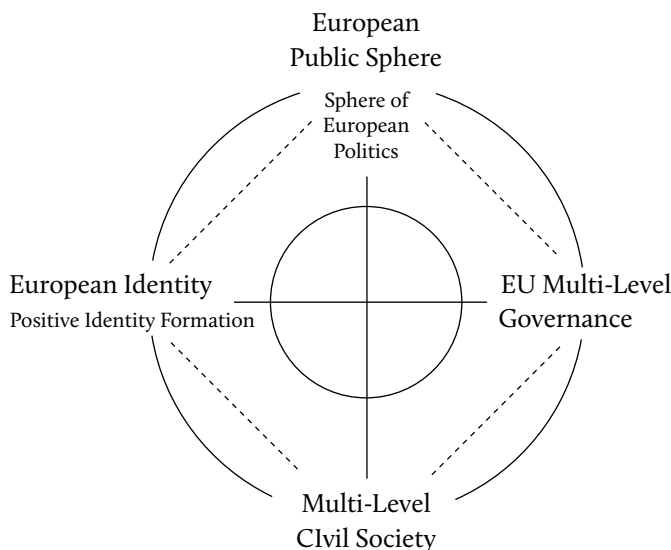 European
Public Sphere
Sphere of
European
Politics
European Identity
Positive Identity Formation
EU Multi-Level
Governance
Multi-Level
CIvil Society